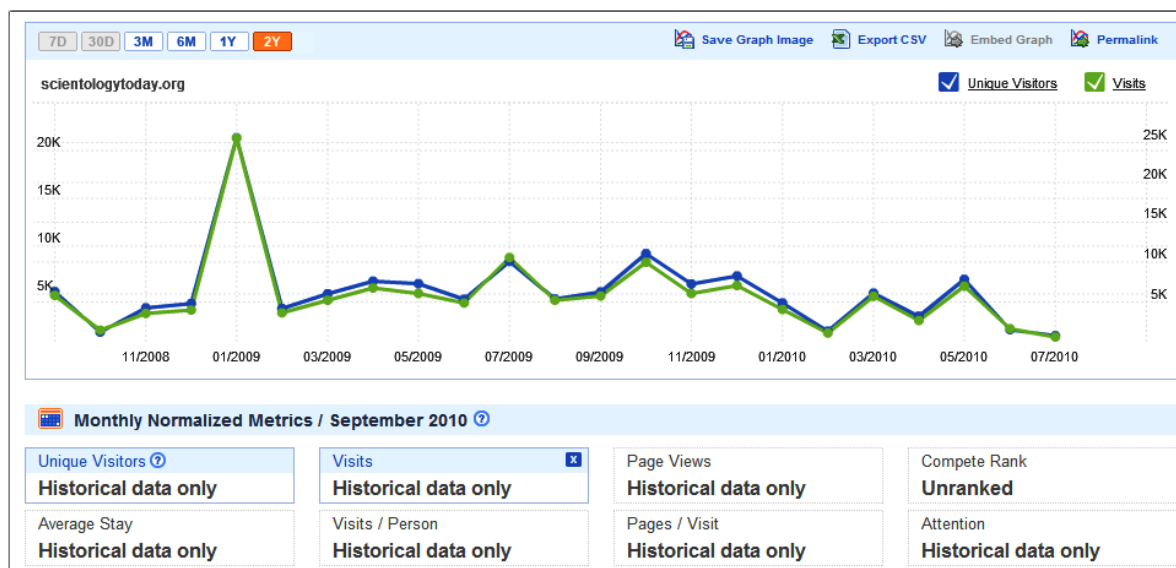 7D 30D 3M 6M 1Y 2Y Save Graph Image Export CSV Embed Graph Permalink
scientologytoday.org Unique Visitors Visits
20K 25K
15K 20K
10K 15K
5K 10K
5K
11/2008 01/2009 03/2009 05/2009 07/2009 09/2009 11/2009 01/2010 03/2010 05/2010 07/2010
Monthly Normalized Metrics / September 2010 ?
Unique Visitors ? Visits x Page Views Compete Rank
Historical data only Historical data only Historical data only Unranked
Average Stay Visits / Person Pages / Visit Attention
Historical data only Historical data only Historical data only Historical data only